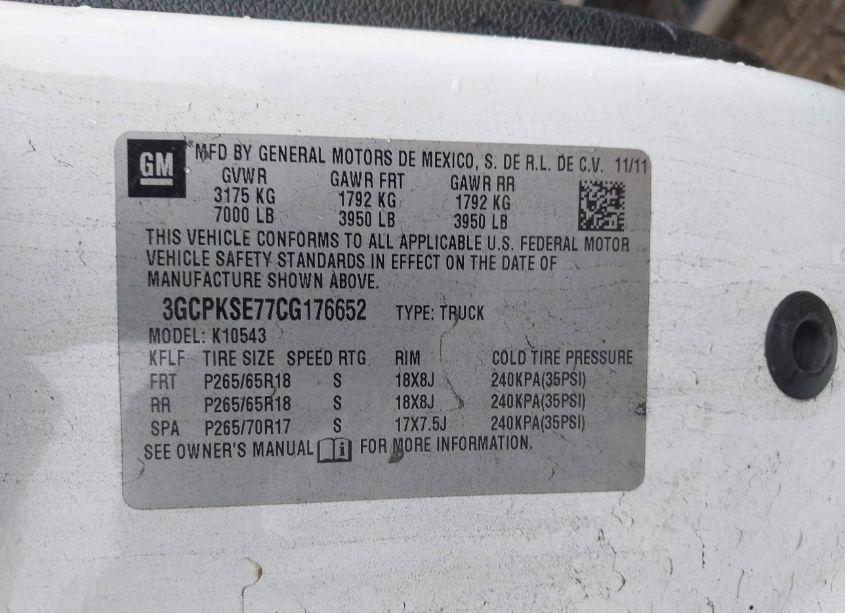 GM
MFD BY GENERAL MOTORS DE MEXICO, S. DE R.L. DE C.V. 11/11
GVWR GAWR FRT GAWR RR
3175 KG 1792 KG 1792 KG
7000 LB 3950 LB 3950 LB
THIS VEHICLE CONFORMS TO ALL APPLICABLE U.S. FEDERAL MOTOR
VEHICLE SAFETY STANDARDS IN EFFECT ON THE DATE OF
MANUFACTURE SHOWN ABOVE.
3GCPKSE77CG176652 TYPE: TRUCK
MODEL: K10543
KFLF TIRE SIZE SPEED RTG RIM COLD TIRE PRESSURE
FRT P265/65R18 S 18X8J 240KPA(35PSI)
RR P265/65R18 S 18X8J 240KPA(35PSI)
SPA P265/70R17 S 17X7.5J 240KPA(35PSI)
SEE OWNER'S MANUAL i FOR MORE INFORMATION.